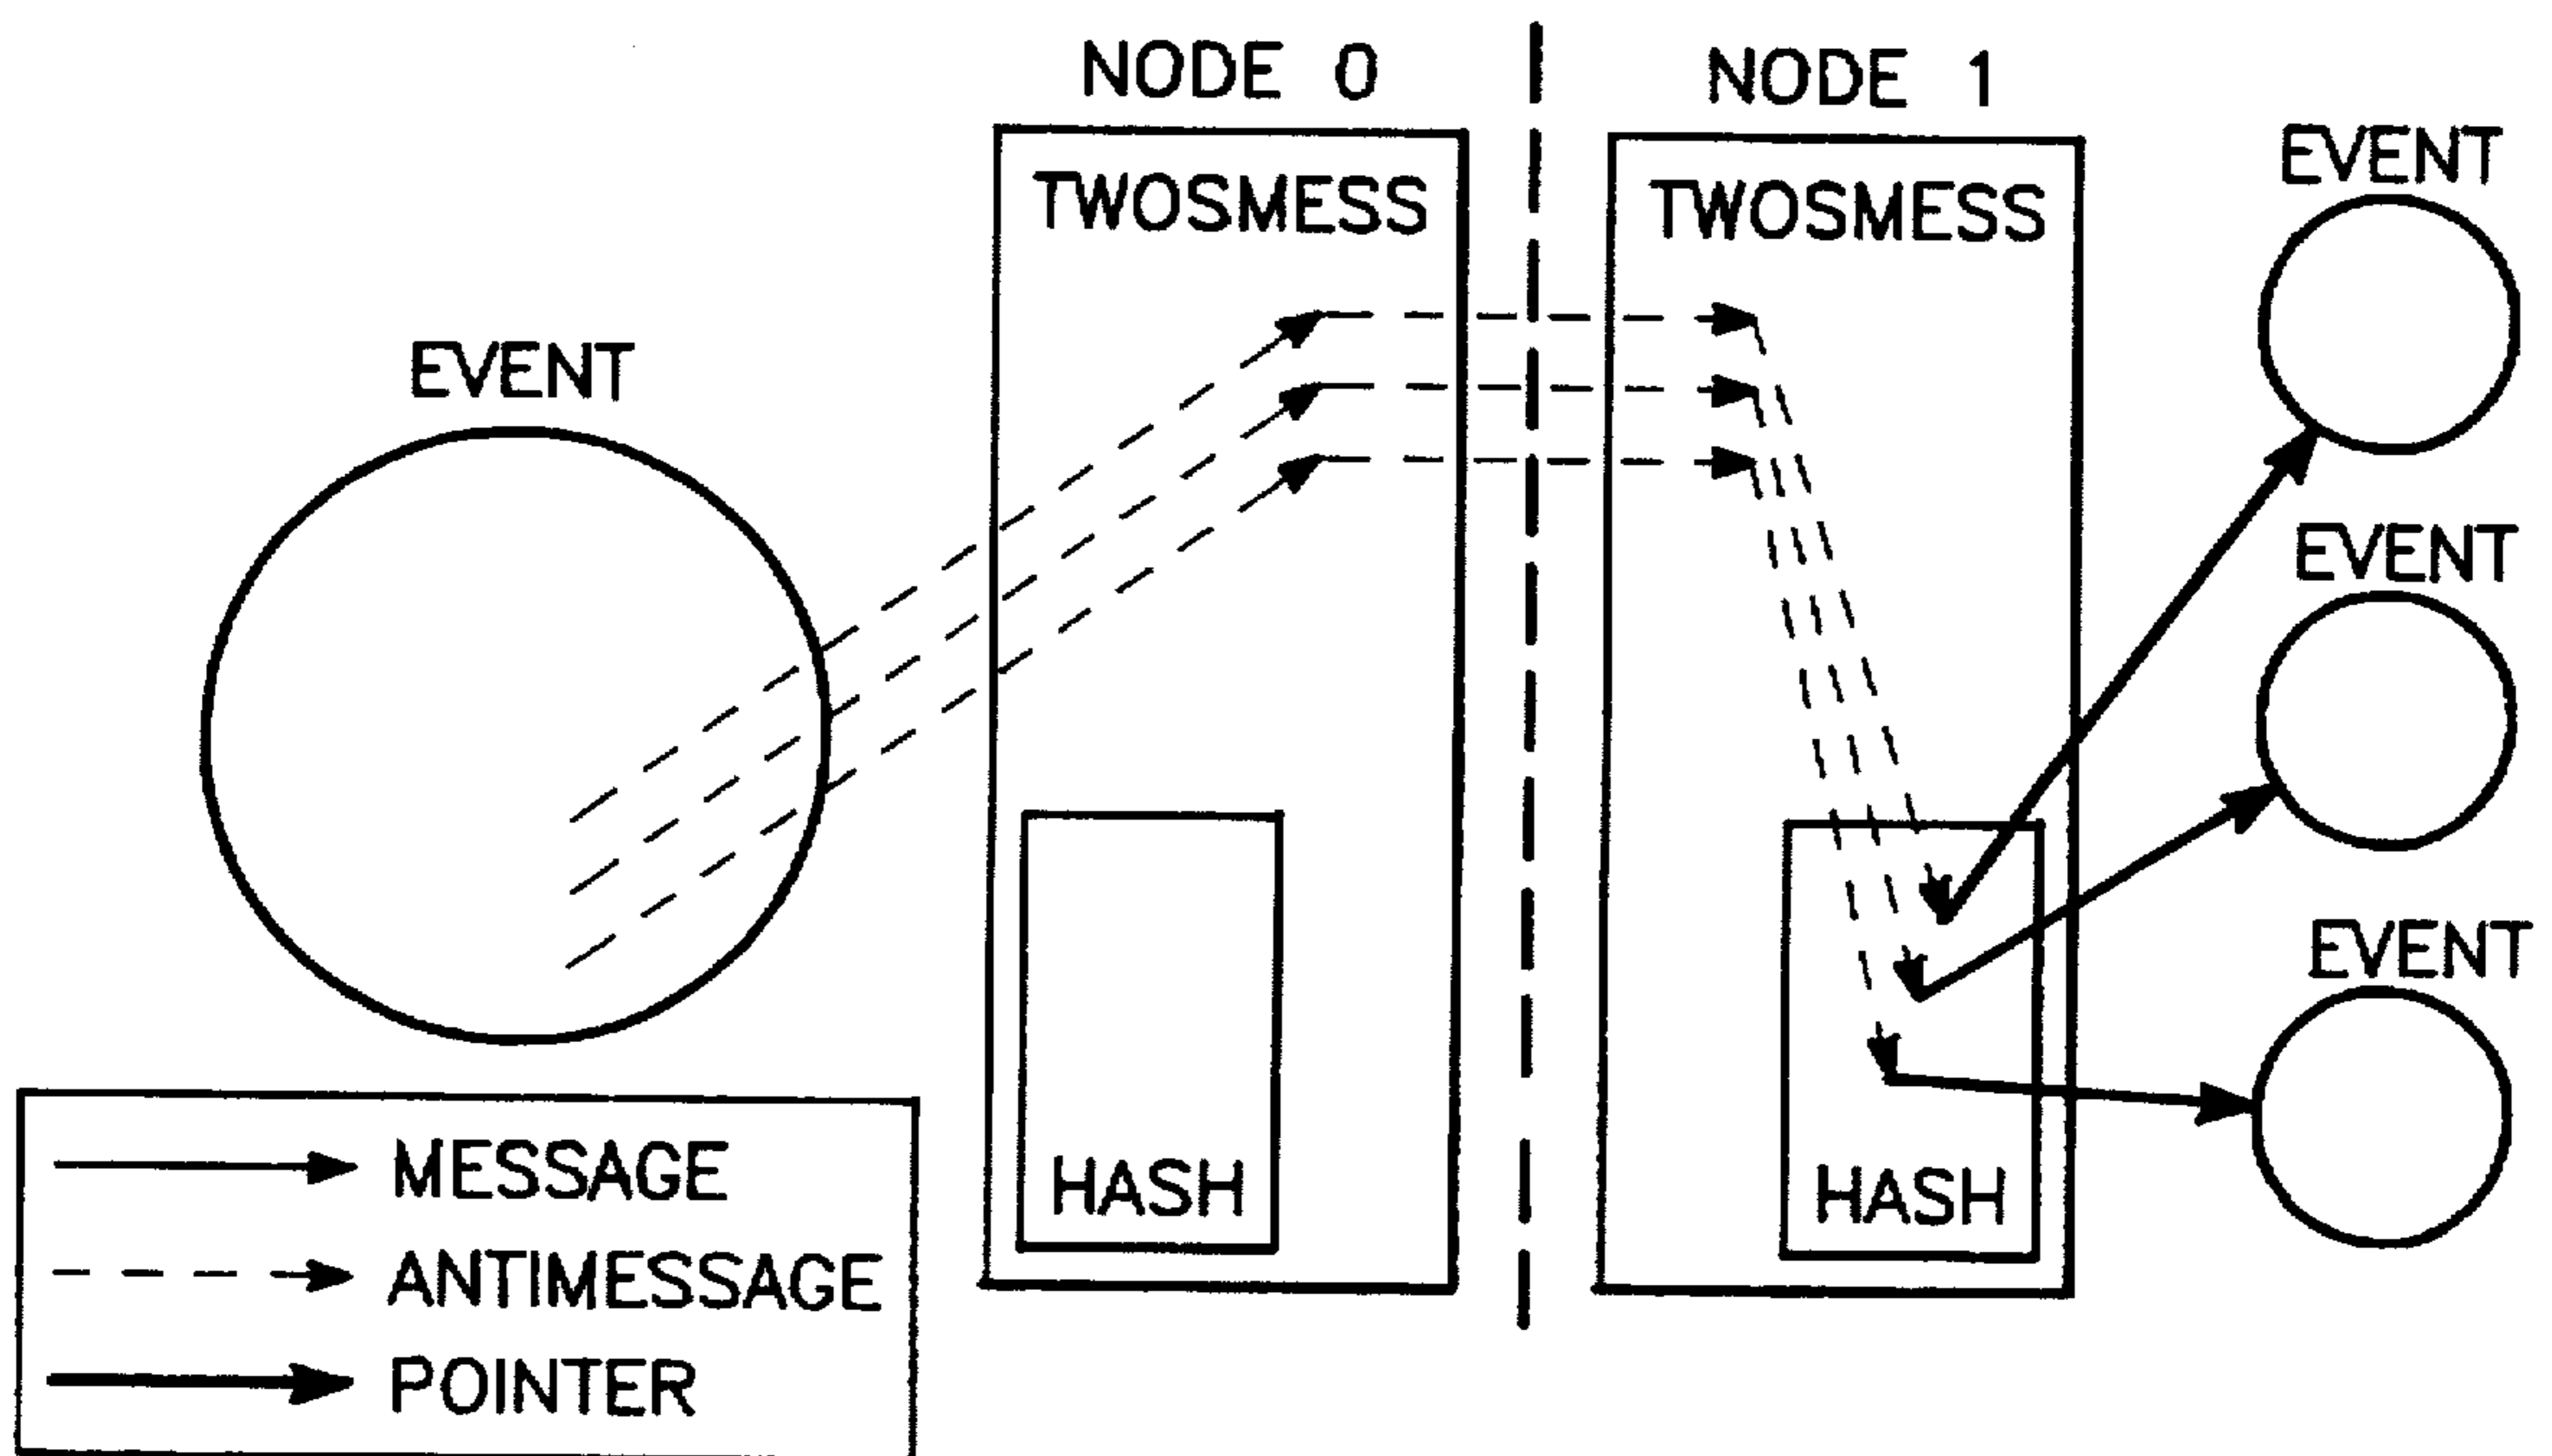 NODE 0
NODE 1
TWOSMESS
TWOSMESS
EVENT
EVENT
EVENT
EVENT
HASH
HASH
MESSAGE
ANTIMESSAGE
POINTER